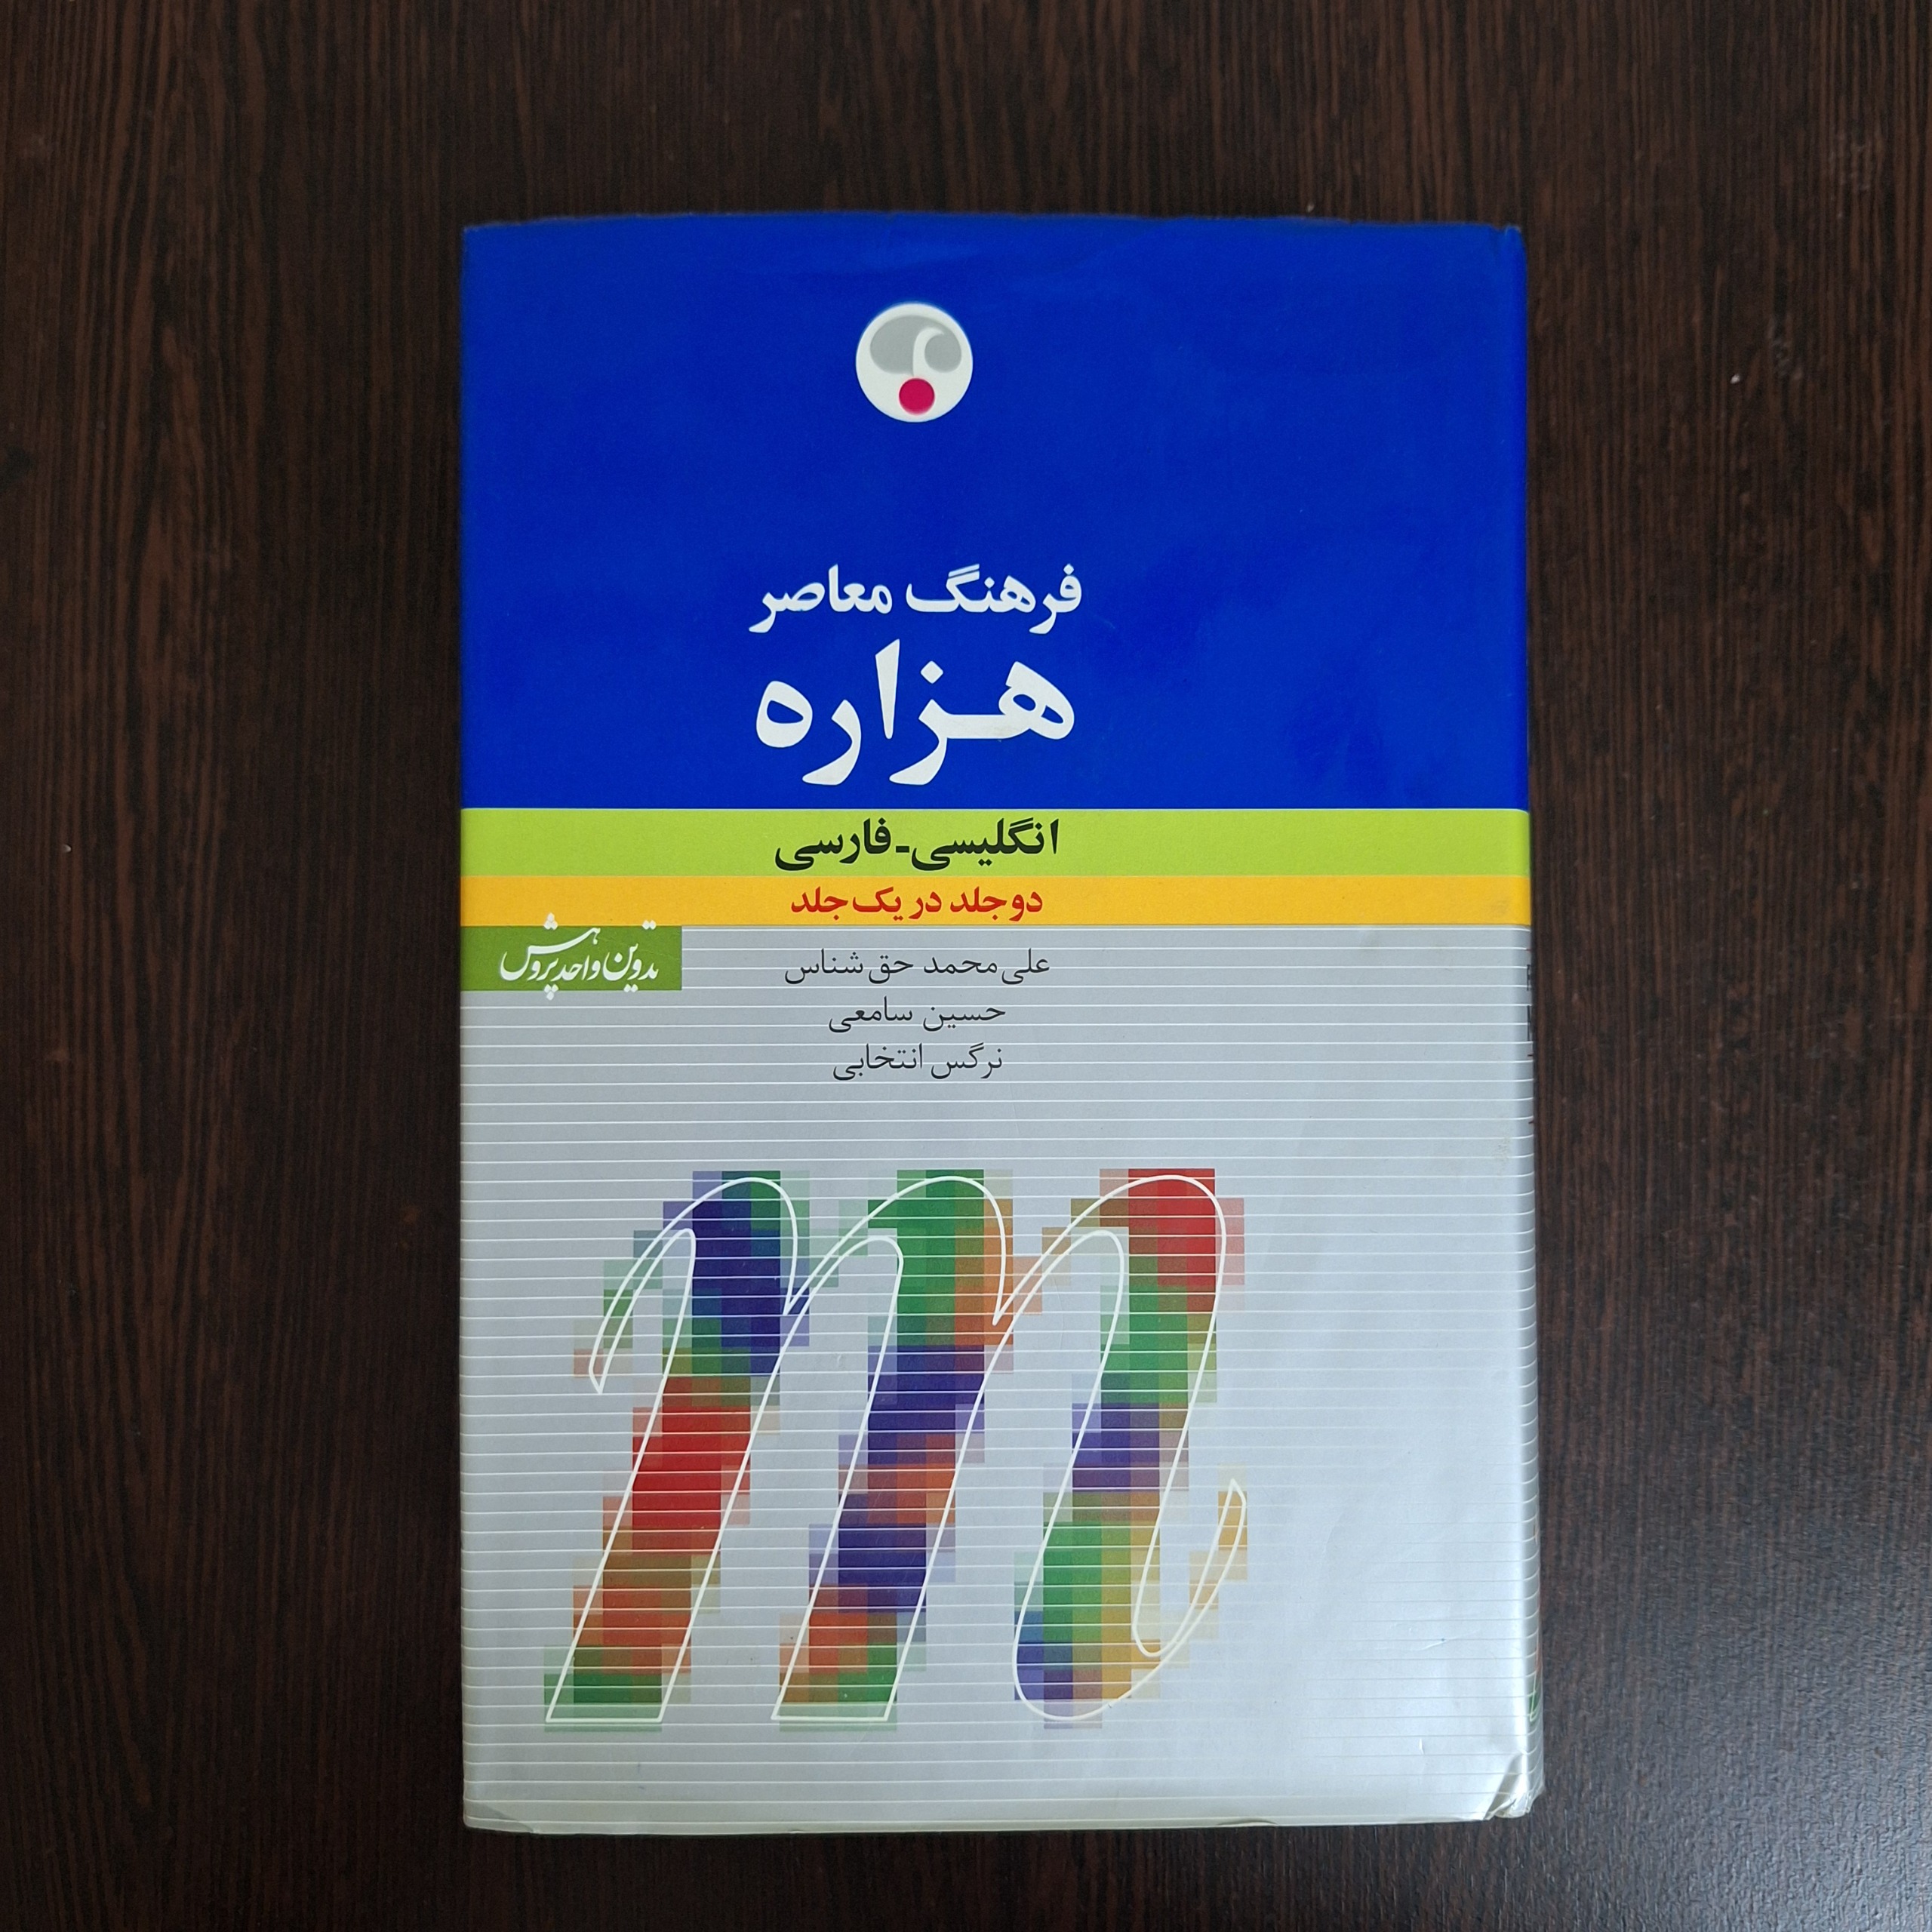 فرهنگ معاصر
هزاره
انگلیسی-فارسی
دو جلد در یک جلد
تدوین واحد پژوهش
علی‌محمد حق‌شناس
حسین سامعی
نرگس انتخابی
m